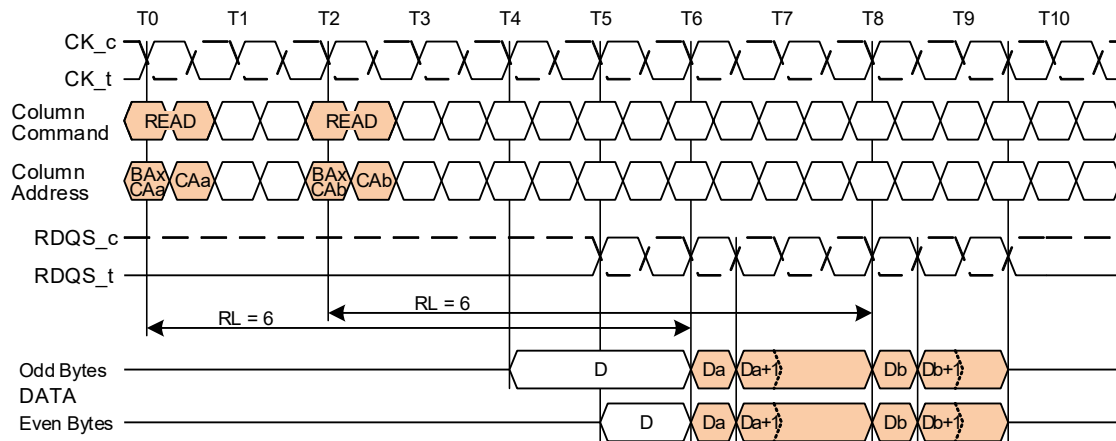 T0 T1 T2 T3 T4 T5 T6 T7 T8 T9 T10
CK_c
CK_t
Column
Command
READ READ
Column
Address
BAx
CAa
CAa
BAx
CAb
CAb
RDQS_c
RDQS_t
RL = 6
RL = 6
Odd Bytes
D Da Da+1 Db Db+1
DATA
Even Bytes
D Da Da+1 Db Db+1